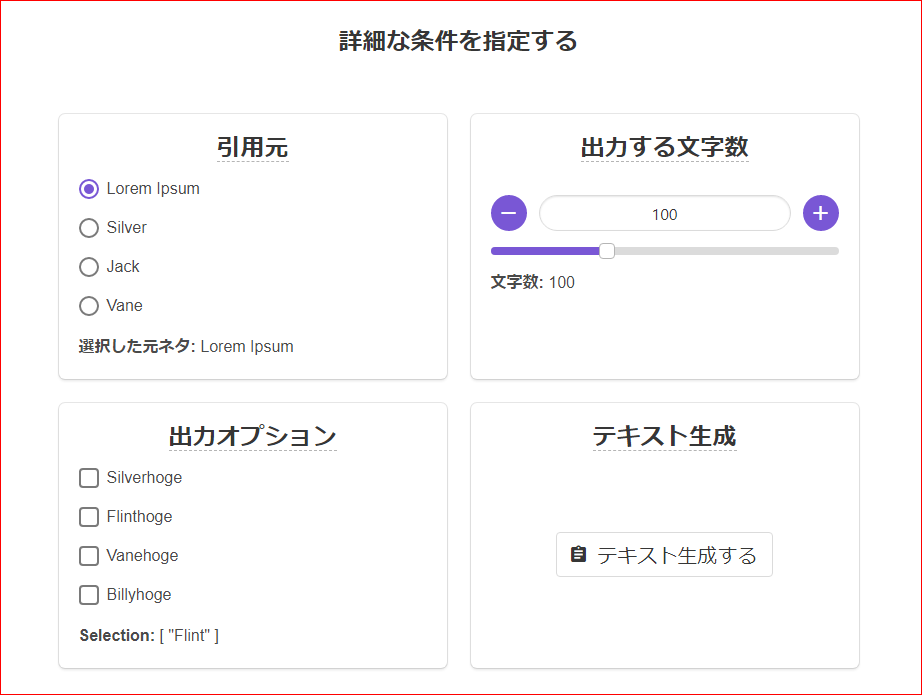 詳細な条件を指定する
引用元
Lorem Ipsum
Silver
Jack
Vane
選択した元ネタ: Lorem Ipsum
出力する文字数
100
文字数: 100
出力オプション
Silverhoge
Flinthoge
Vanehoge
Billyhoge
Selection: [ "Flint" ]
テキスト生成
テキスト生成する